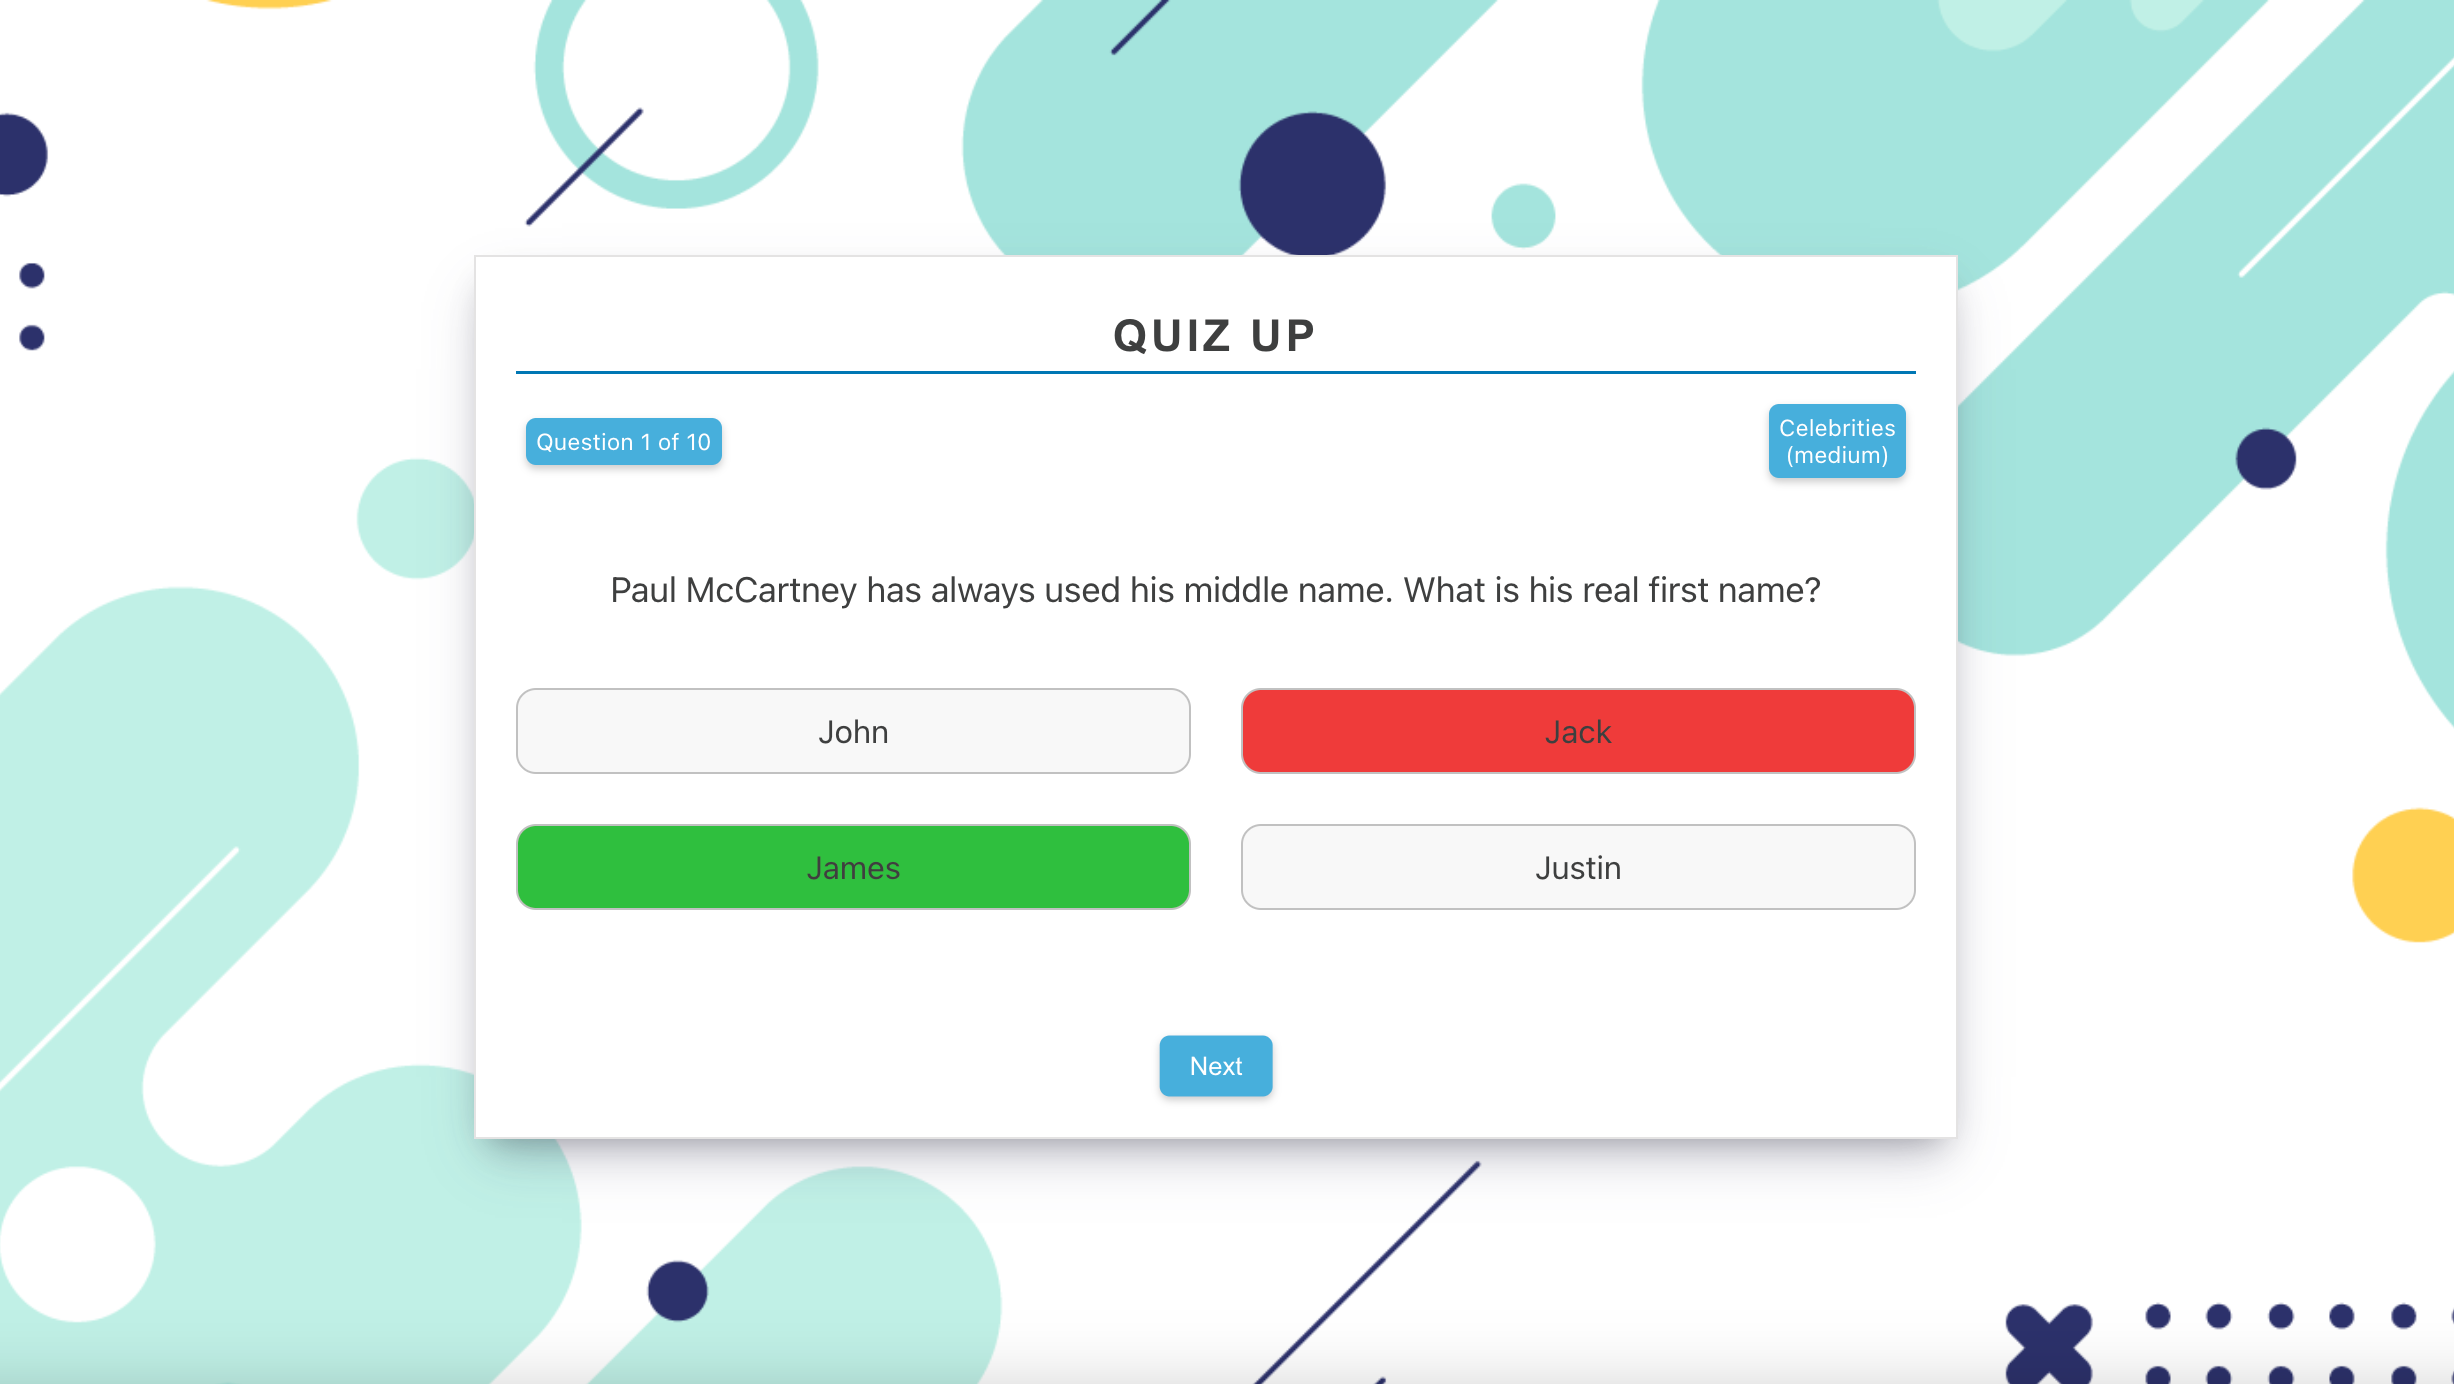 QUIZ UP
Question 1 of 10
Celebrities
(medium)
Paul McCartney has always used his middle name. What is his real first name?
John
Jack
James
Justin
Next